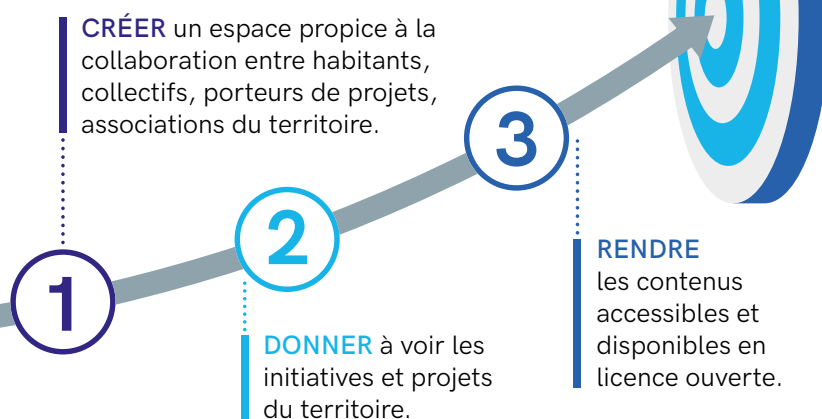 CRÉER un espace propice à la
collaboration entre habitants,
collectifs, porteurs de projets,
associations du territoire.
1
2
DONNER à voir les
initiatives et projets
du territoire.
3
RENDRE
les contenus
accessibles et
disponibles en
licence ouverte.